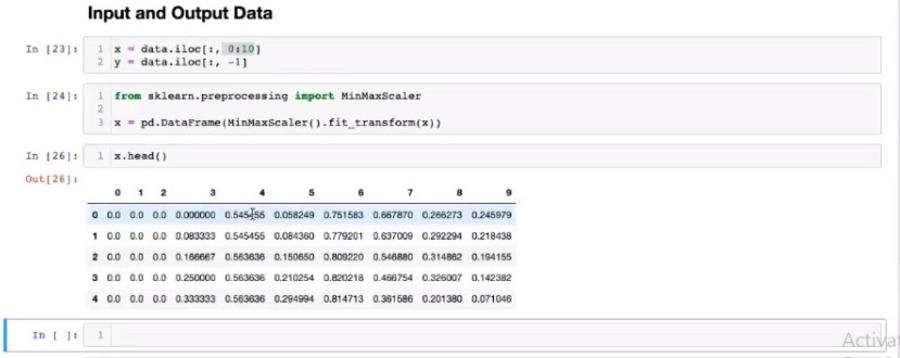 Input and Output Data
In [23]: 1 x = data.iloc[:, 0:10]
2 y = data.iloc[:, -1]
In [24]: 1 from sklearn.preprocessing import MinMaxScaler
2
3 x = pd.DataFrame(MinMaxScaler().fit_transform(x))
In [26]: 1 x.head()
Out[26]:
0 1 2 3 4 5 6 7 8 9
0 0.0 0.0 0.0 0.000000 0.545455 0.058249 0.751583 0.667870 0.266273 0.245979
1 0.0 0.0 0.0 0.083333 0.545455 0.084360 0.779201 0.637009 0.292294 0.218438
2 0.0 0.0 0.0 0.166667 0.563636 0.150650 0.809220 0.546880 0.314862 0.194155
3 0.0 0.0 0.0 0.250000 0.563636 0.210254 0.820218 0.466754 0.326007 0.142382
4 0.0 0.0 0.0 0.333333 0.563636 0.294994 0.814713 0.361586 0.201380 0.071046
In [ ]: 1
Activa